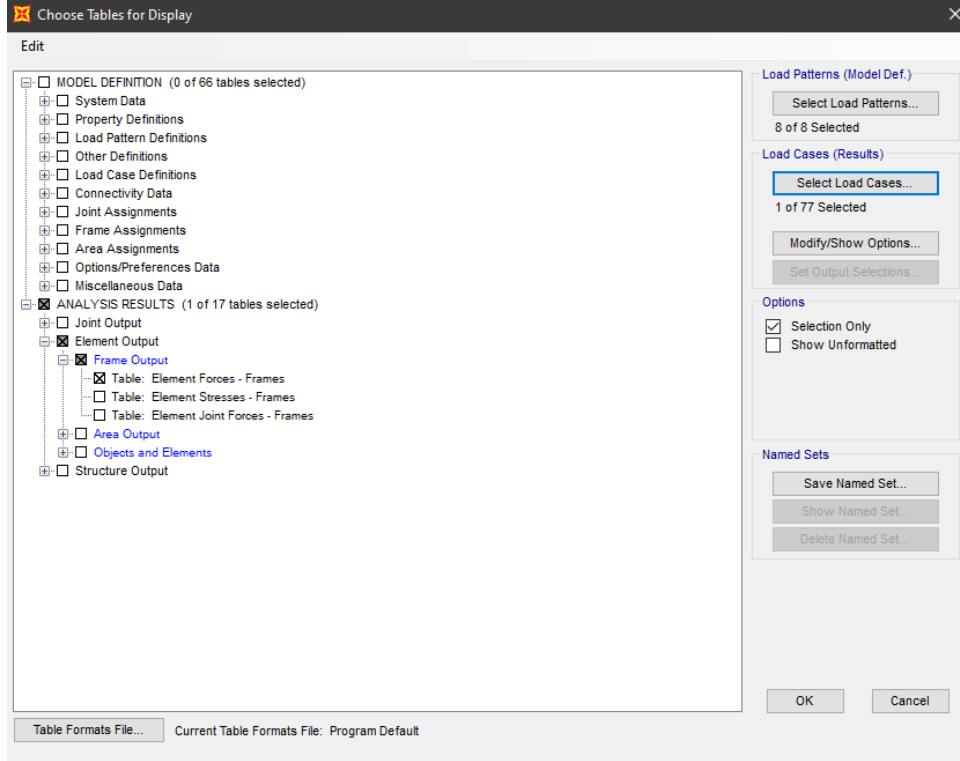 Choose Tables for Display
Edit
MODEL DEFINITION (0 of 66 tables selected)
System Data
Property Definitions
Load Pattern Definitions
Other Definitions
Load Case Definitions
Connectivity Data
Joint Assignments
Frame Assignments
Area Assignments
Options/Preferences Data
Miscellaneous Data
ANALYSIS RESULTS (1 of 17 tables selected)
Joint Output
Element Output
Frame Output
Table: Element Forces - Frames
Table: Element Stresses - Frames
Table: Element Joint Forces - Frames
Area Output
Objects and Elements
Structure Output
Load Patterns (Model Def.)
Select Load Patterns...
8 of 8 Selected
Load Cases (Results)
Select Load Cases...
1 of 77 Selected
Modify/Show Options...
Set Output Selections...
Options
Selection Only
Show Unformatted
Named Sets
Save Named Set...
Show Named Set...
Delete Named Set...
OK
Cancel
Table Formats File...
Current Table Formats File: Program Default